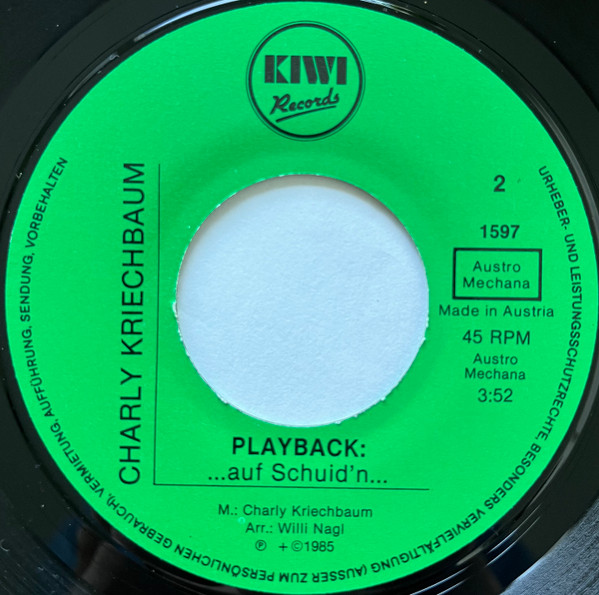 KIWI
Records
CHARLY KRIECHBAUM
2
1597
Austro
Mechana
Made in Austria
45 RPM
Austro
Mechana
3:52
PLAYBACK:
...auf Schuid'n...
M.: Charly Kriechbaum
Arr.: Willi Nagl
℗ + ©1985
URHEBER- UND LEISTUNGSSCHUTZRECHTE, BESONDERS VERVIELFÄLTIGUNG (AUSSER ZUM PERSÖNLICHEN GEBRAUCH), VERMIETUNG, AUFFÜHRUNG, SENDUNG, VORBEHALTEN